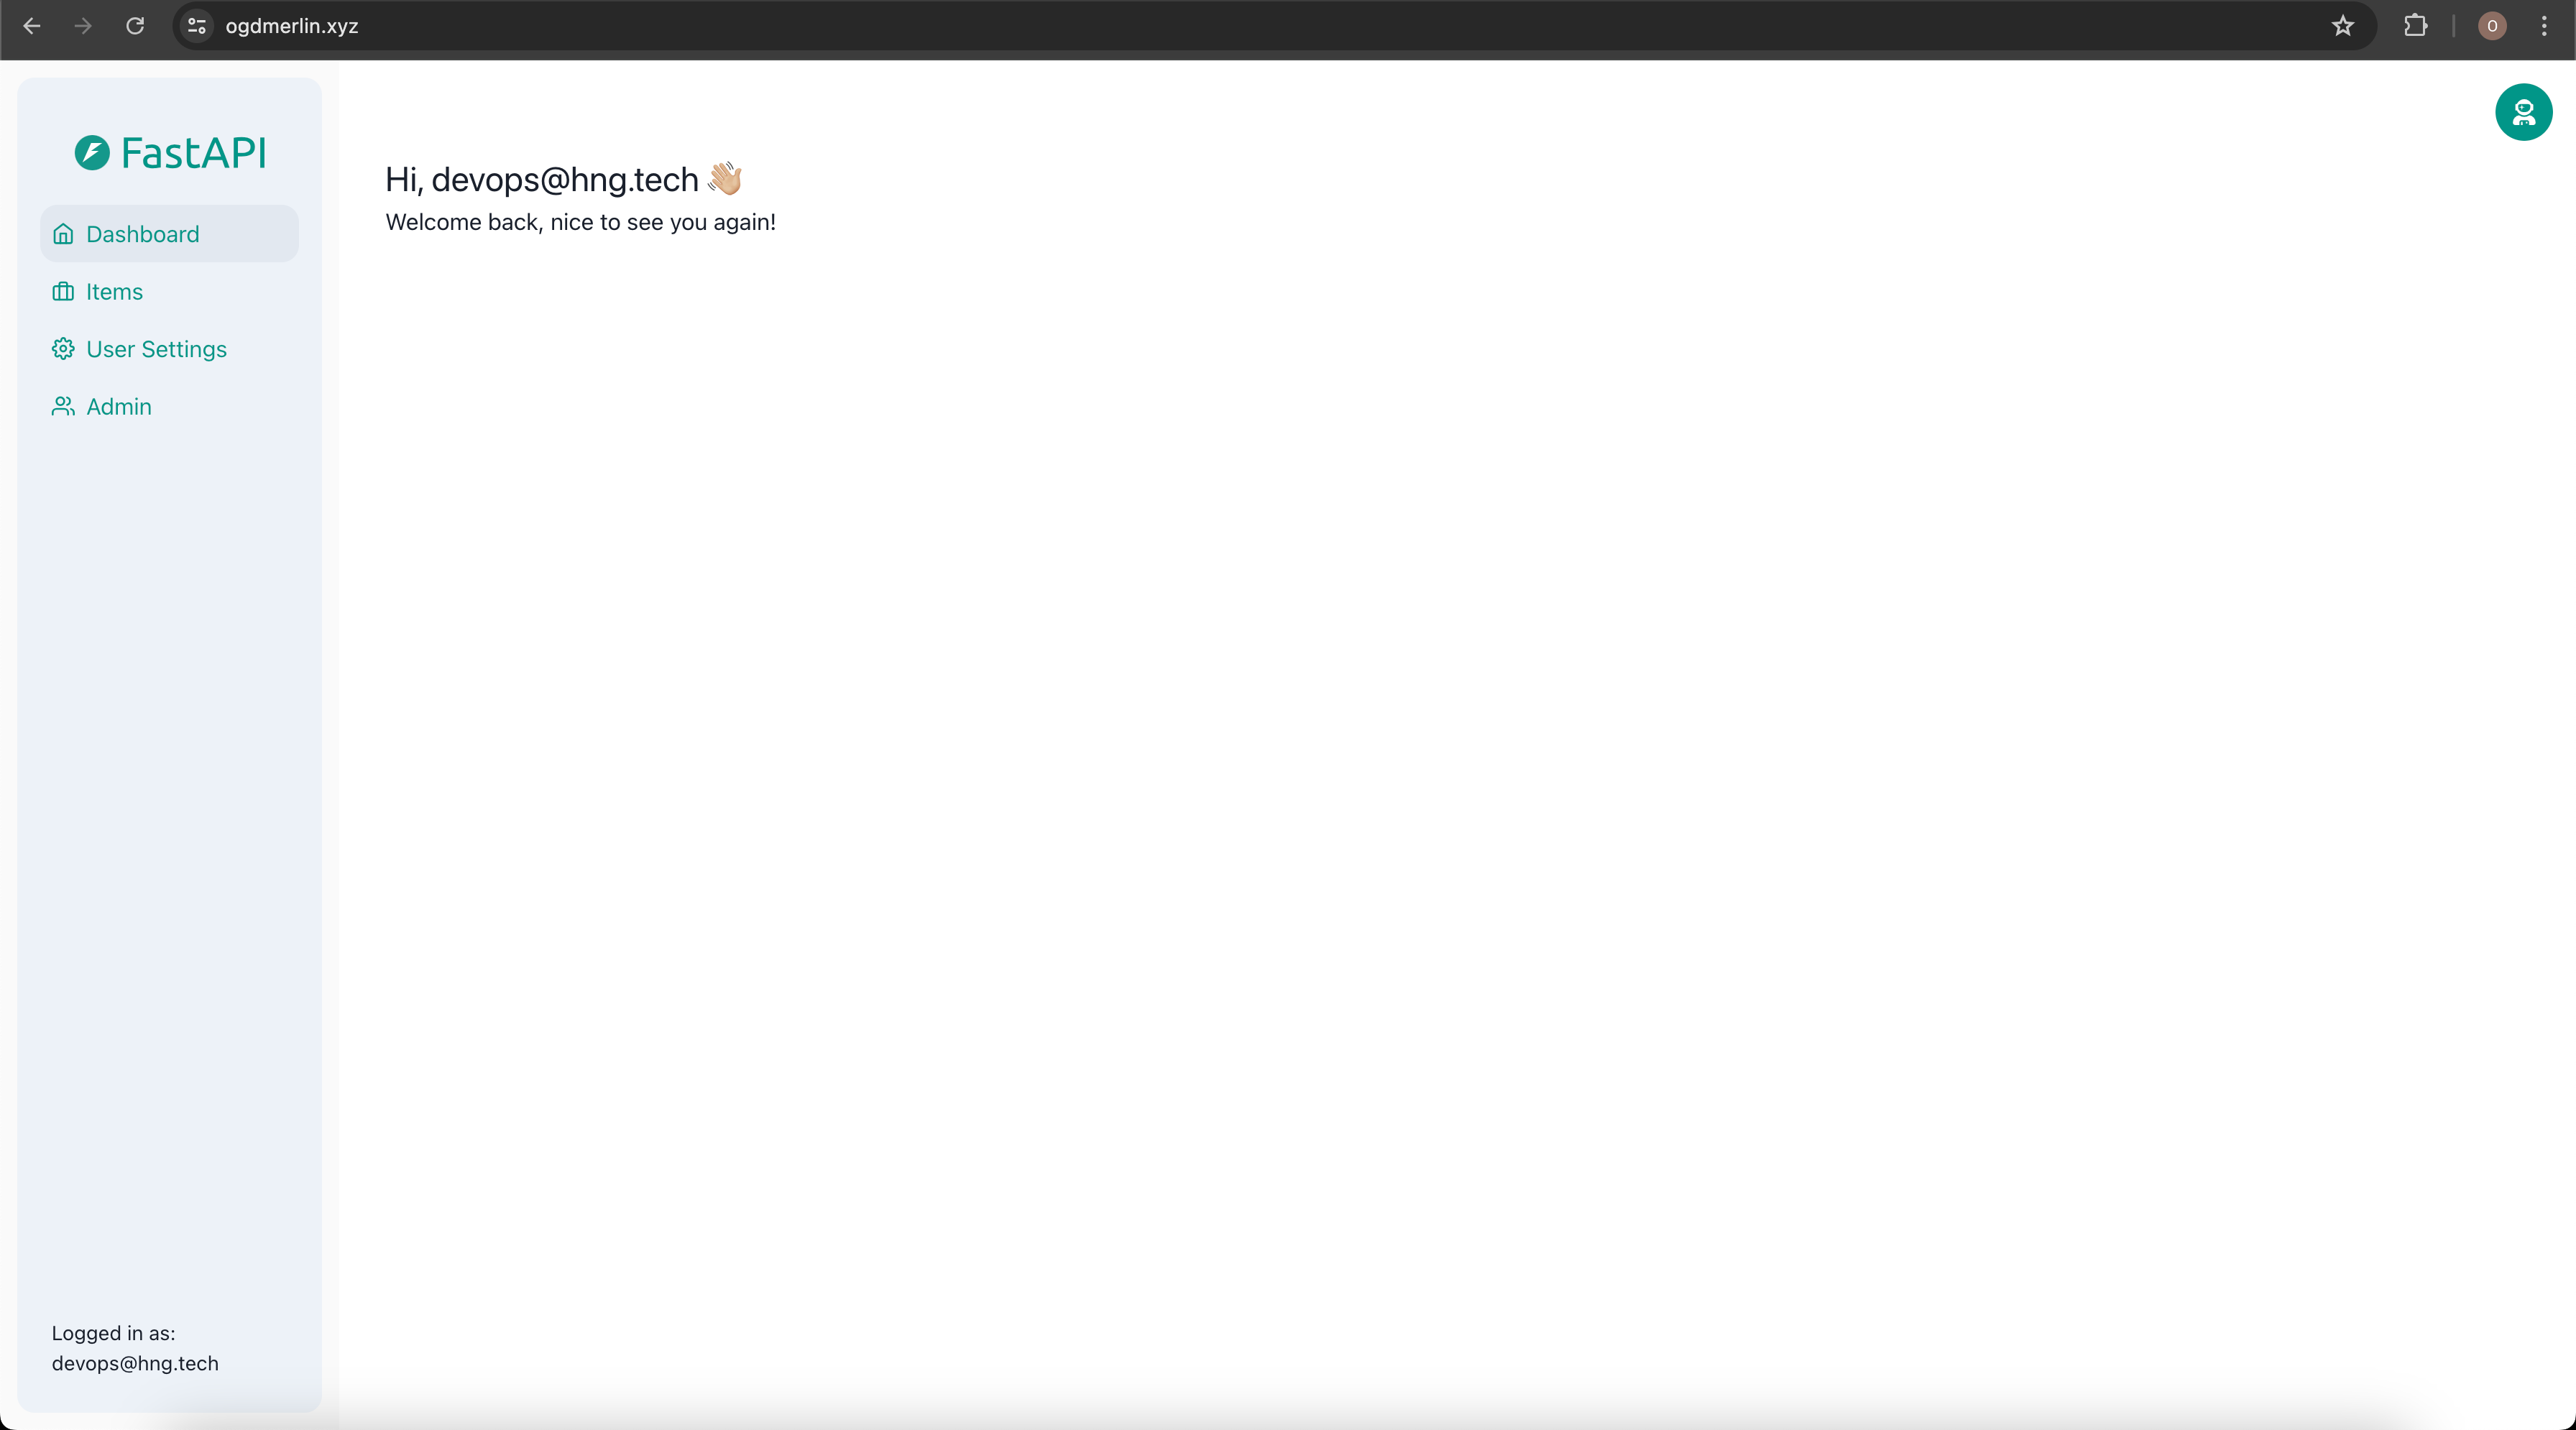 ogdmerlin.xyz
O
FastAPI
Dashboard
Items
User Settings
Admin
Hi, devops@hng.tech 👋🏼
Welcome back, nice to see you again!
Logged in as:
devops@hng.tech